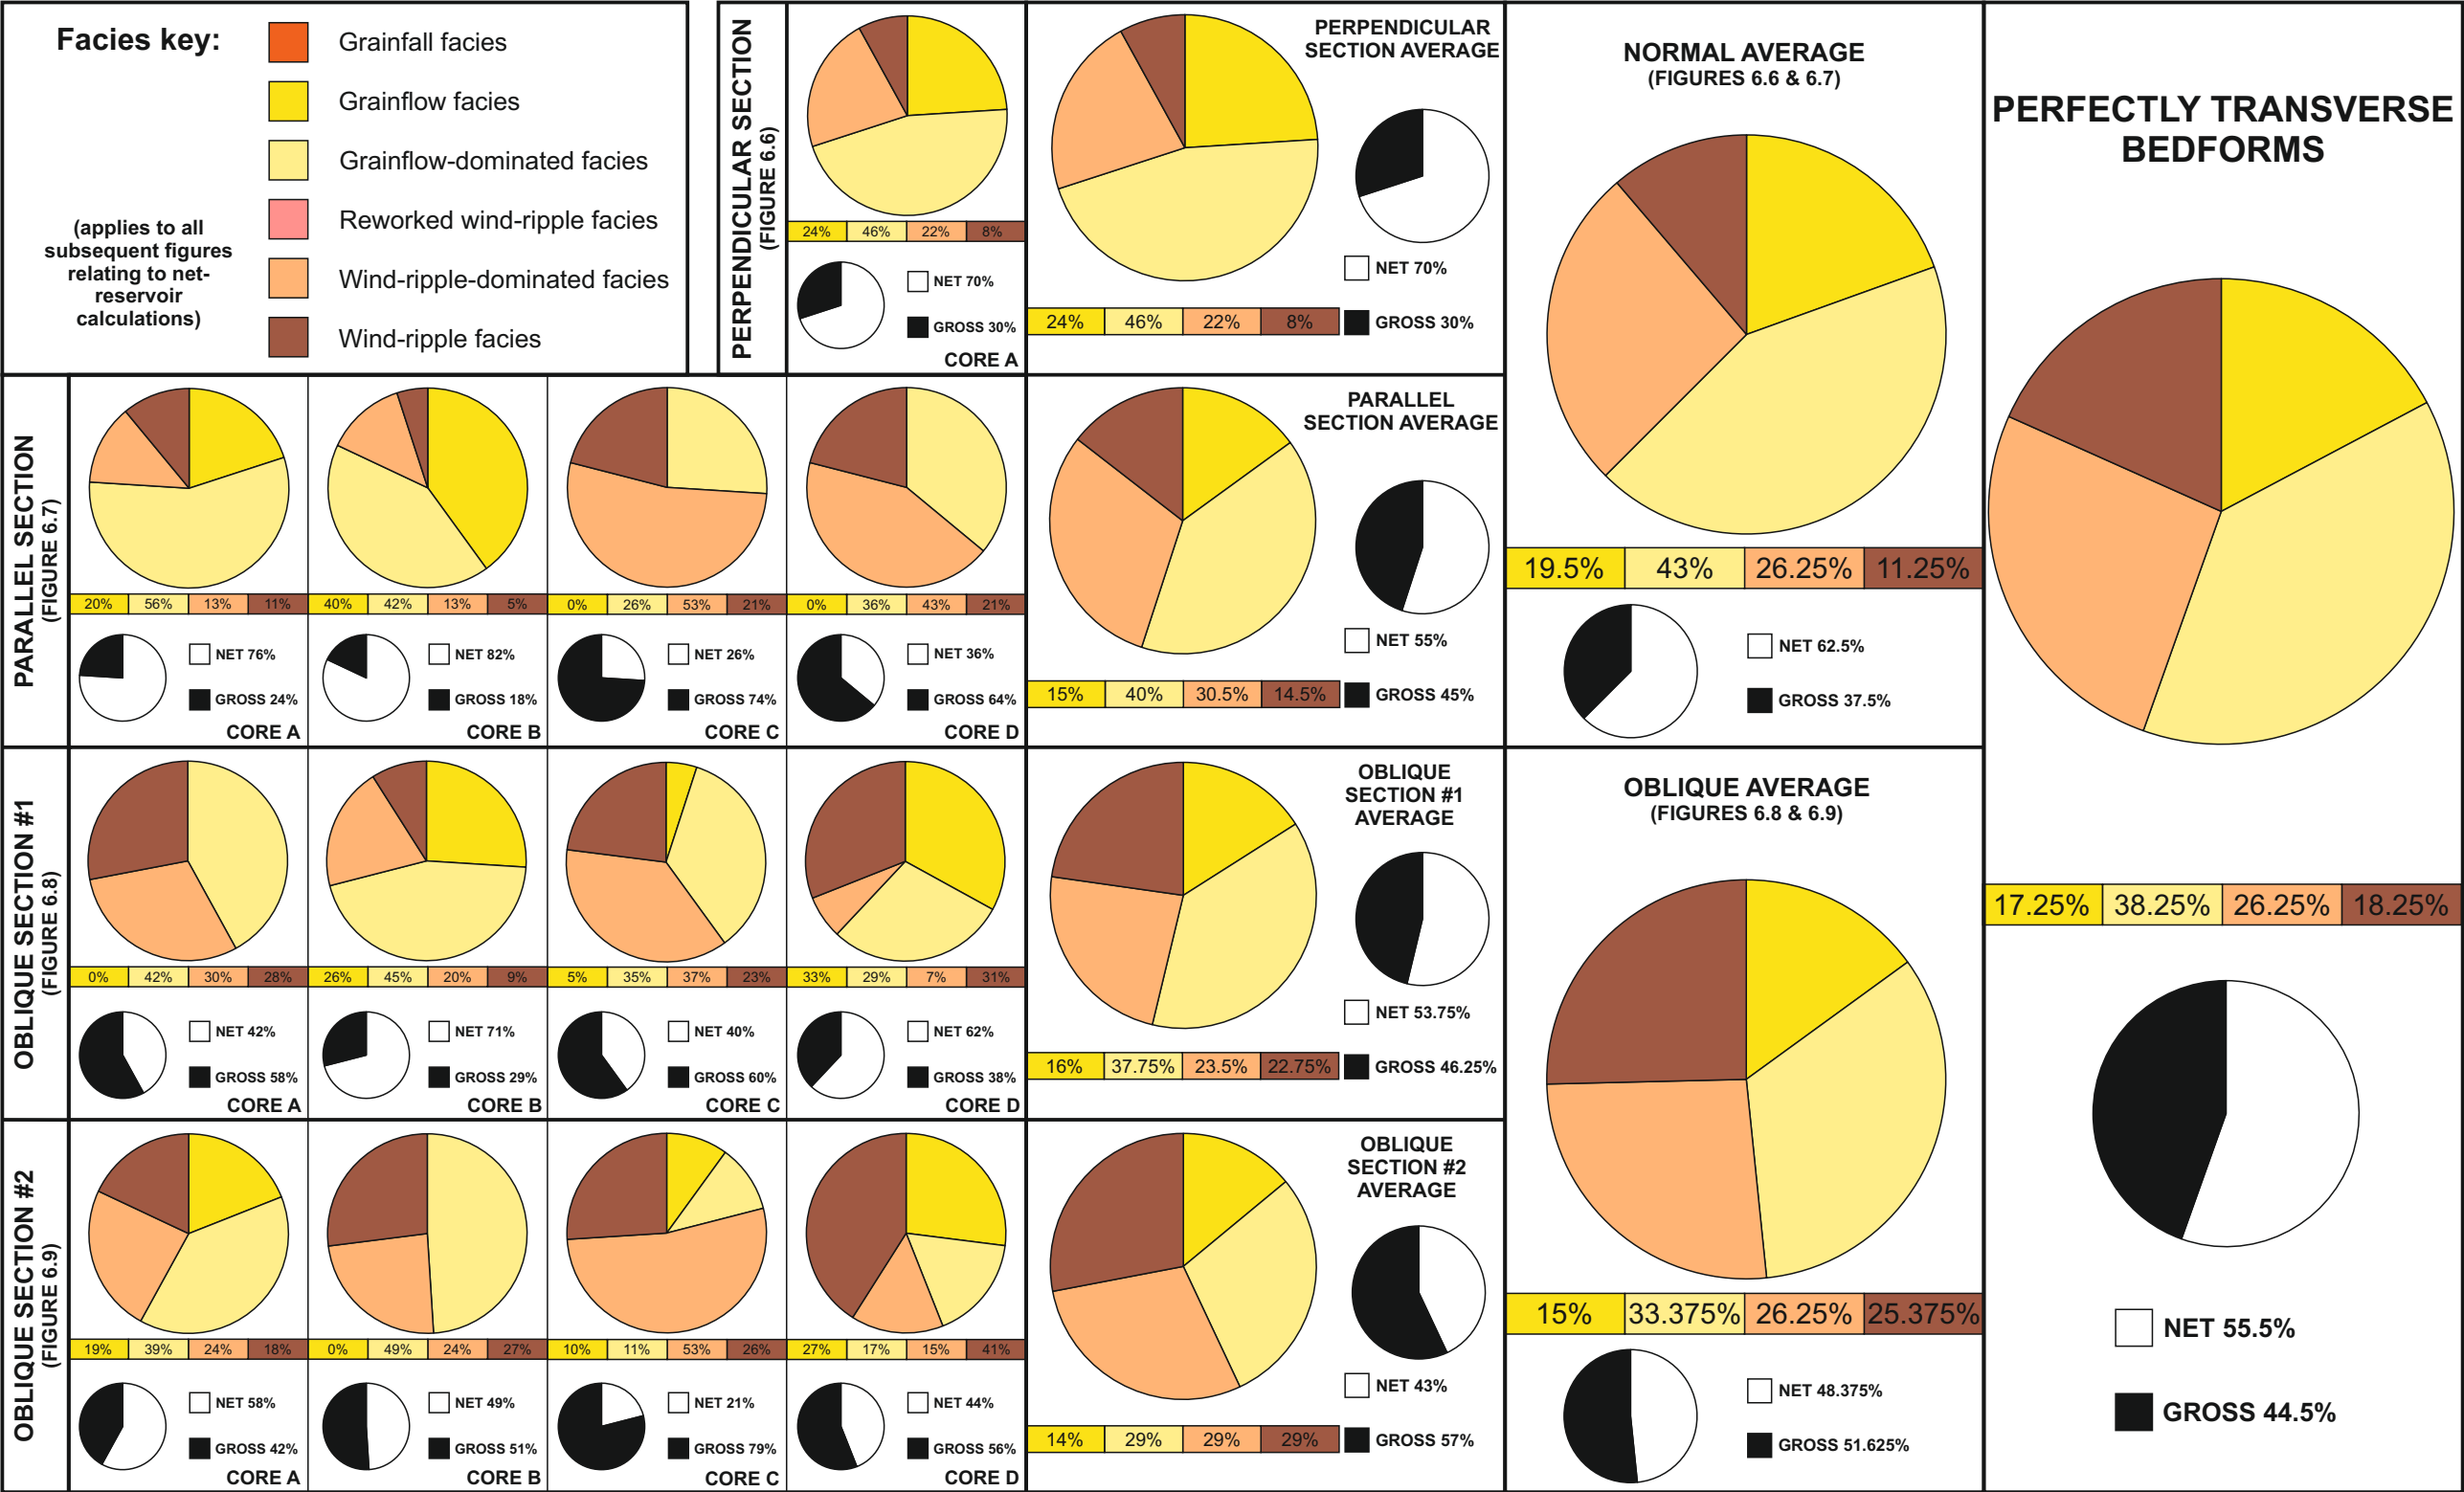 Facies key:
Grainfall facies
Grainflow facies
Grainflow-dominated facies
Reworked wind-ripple facies
Wind-ripple-dominated facies
Wind-ripple facies
(applies to all
subsequent figures
relating to net-
reservoir
calculations)
PERPENDICULAR SECTION
(FIGURE 6.6)
24% 46% 22% 8%
NET 70%
GROSS 30%
CORE A
PERPENDICULAR
SECTION AVERAGE
NET 70%
24% 46% 22% 8% GROSS 30%
PARALLEL SECTION
(FIGURE 6.7)
20% 56% 13% 11%
NET 76%
GROSS 24%
CORE A
40% 42% 13% 5%
NET 82%
GROSS 18%
CORE B
0% 26% 53% 21%
NET 26%
GROSS 74%
CORE C
0% 36% 43% 21%
NET 36%
GROSS 64%
CORE D
PARALLEL
SECTION AVERAGE
NET 55%
15% 40% 30.5% 14.5% GROSS 45%
NORMAL AVERAGE
(FIGURES 6.6 & 6.7)
19.5% 43% 26.25% 11.25%
NET 62.5%
GROSS 37.5%
OBLIQUE SECTION #1
(FIGURE 6.8)
0% 42% 30% 28%
NET 42%
GROSS 58%
CORE A
26% 45% 20% 9%
NET 71%
GROSS 29%
CORE B
5% 35% 37% 23%
NET 40%
GROSS 60%
CORE C
33% 29% 7% 31%
NET 62%
GROSS 38%
CORE D
OBLIQUE
SECTION #1
AVERAGE
NET 53.75%
16% 37.75% 23.5% 22.75% GROSS 46.25%
OBLIQUE SECTION #2
(FIGURE 6.9)
19% 39% 24% 18%
NET 58%
GROSS 42%
CORE A
0% 49% 24% 27%
NET 49%
GROSS 51%
CORE B
10% 11% 53% 26%
NET 21%
GROSS 79%
CORE C
27% 17% 15% 41%
NET 44%
GROSS 56%
CORE D
OBLIQUE
SECTION #2
AVERAGE
NET 43%
14% 29% 29% 29% GROSS 57%
OBLIQUE AVERAGE
(FIGURES 6.8 & 6.9)
15% 33.375% 26.25% 25.375%
NET 48.375%
GROSS 51.625%
PERFECTLY TRANSVERSE
BEDFORMS
17.25% 38.25% 26.25% 18.25%
NET 55.5%
GROSS 44.5%